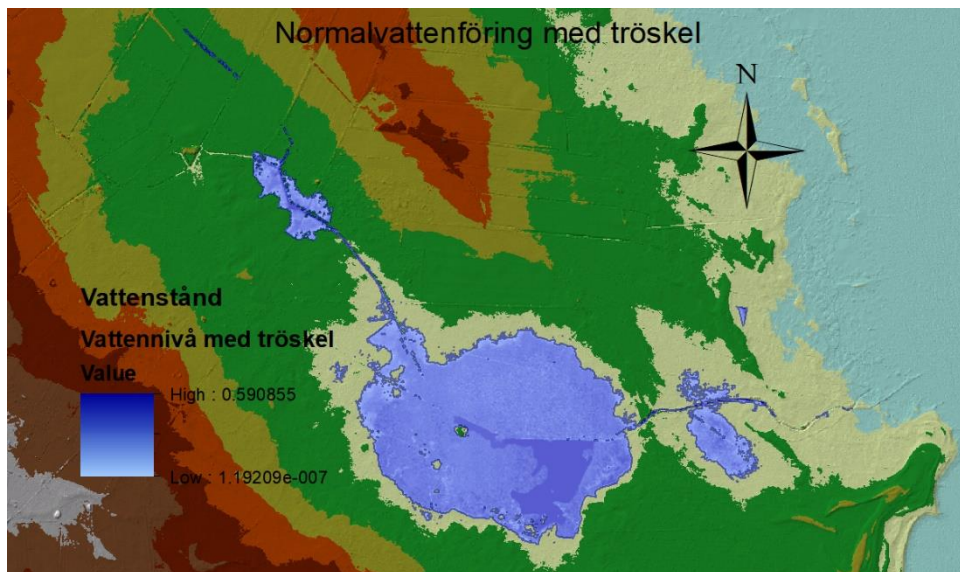 Normalvattenföring med tröskel
N
Vattenstånd
Vattennivå med tröskel
Value
High : 0.590855
Low : 1.19209e-007